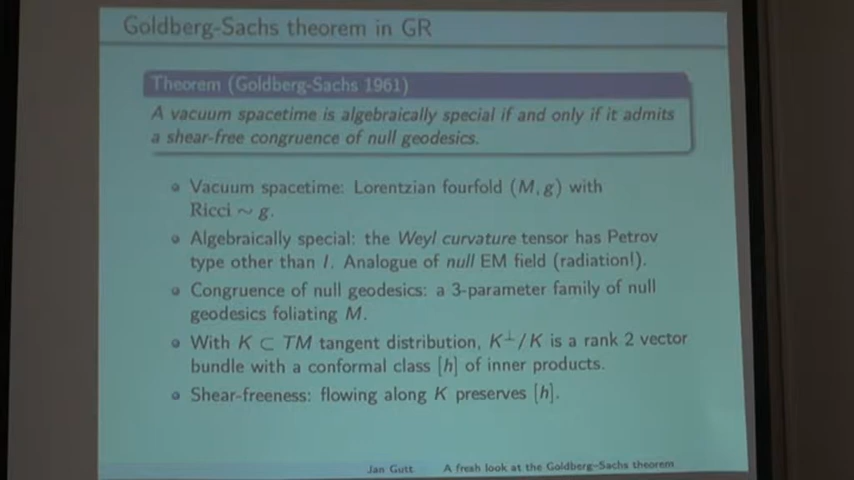 Goldberg-Sachs theorem in GR
Theorem (Goldberg-Sachs 1961)
A vacuum spacetime is algebraically special if and only if it admits
a shear-free congruence of null geodesics.
Vacuum spacetime: Lorentzian fourfold (M, g) with
Ricci ∼ g.
Algebraically special: the Weyl curvature tensor has Petrov
type other than I. Analogue of null EM field (radiation!).
Congruence of null geodesics: a 3-parameter family of null
geodesics foliating M.
With K ⊂ TM tangent distribution, K⊥/K is a rank 2 vector
bundle with a conformal class [h] of inner products.
Shear-freeness: flowing along K preserves [h].
Jan Gutt A fresh look at the Goldberg–Sachs theorem